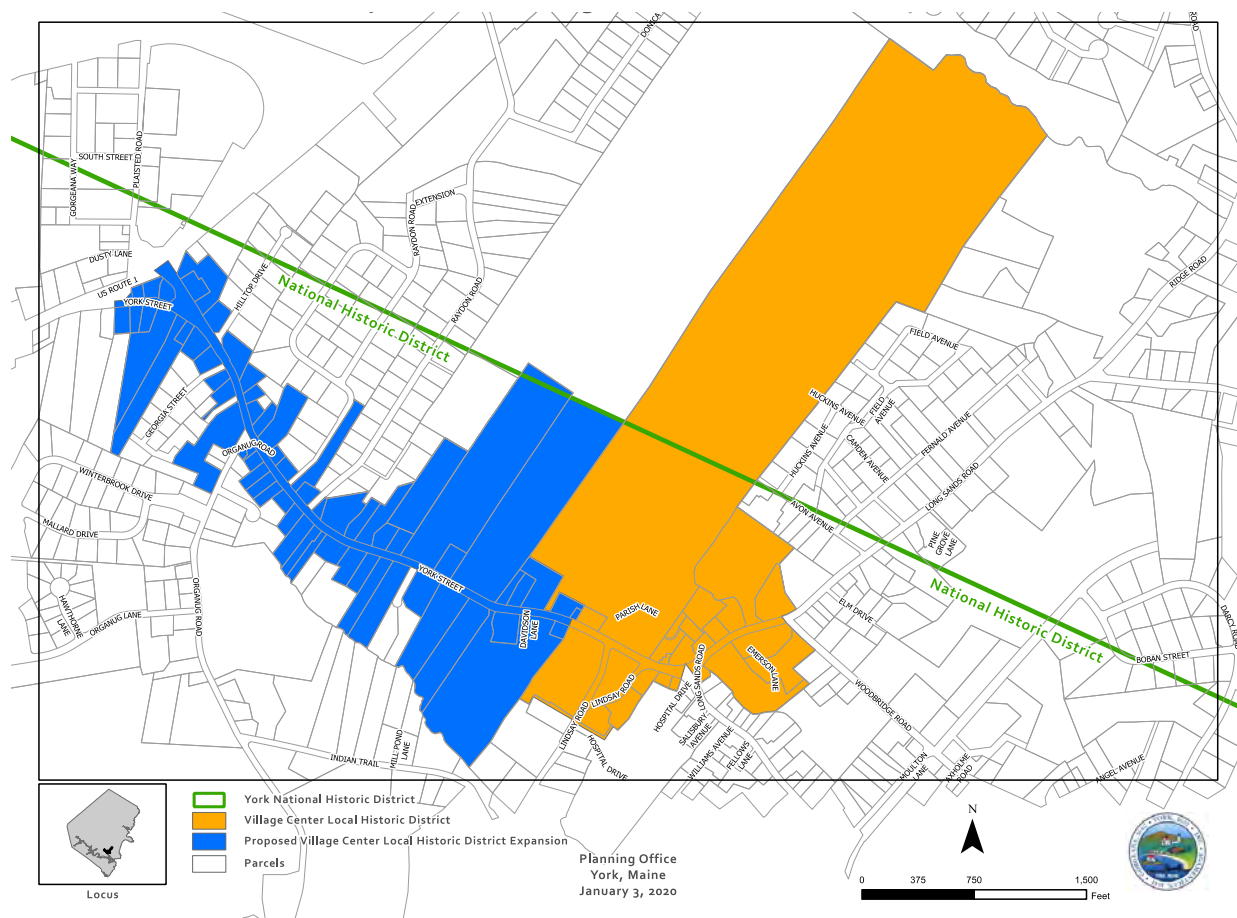 DONICA
ROAD
SOUTH STREET
PLAISTED ROAD
GORGEANA WAY
EXTENSION
RAYDON ROAD
DUSTY LANE
US ROUTE 1
YORK STREET
HILLTOP DRIVE
RAYDON ROAD
National Historic District
RIDGE ROAD
FIELD AVENUE
HUCKINS AVENUE
FIELD
AVENUE
FERNALD AVENUE
CAMDEN AVENUE
HUCKINS AVENUE
LONG SANDS ROAD
AVON AVENUE
PINE
GROVE
LANE
GEORGIA STREET
ORGANUG ROAD
WINTERBROOK DRIVE
MALLARD DRIVE
YORK STREET
HAWTHORNE
LANE
ORGANUG LANE
ORGANUG ROAD
DAVIDSON
LANE
PARISH LANE
ELM DRIVE
National Historic District
DARCY ROAD
BOBAN STREET
EMERSON LANE
LONG SANDS ROAD
LINDSAY ROAD
LINDSAY ROAD
HOSPITAL DRIVE
HOSPITAL DRIVE
SALISBURY
AVENUE
WILLIAMS AVENUE
FELLOWS
LANE
WOODBRIDGE ROAD
MOULTON
LANE
AXHOLME
ROAD
ANGEL AVENUE
INDIAN TRAIL
MILL POND
LANE
York National Historic District
Village Center Local Historic District
Proposed Village Center Local Historic District Expansion
Parcels
Locus
Planning Office
York, Maine
January 3, 2020
N
0 375 750 1,500
Feet